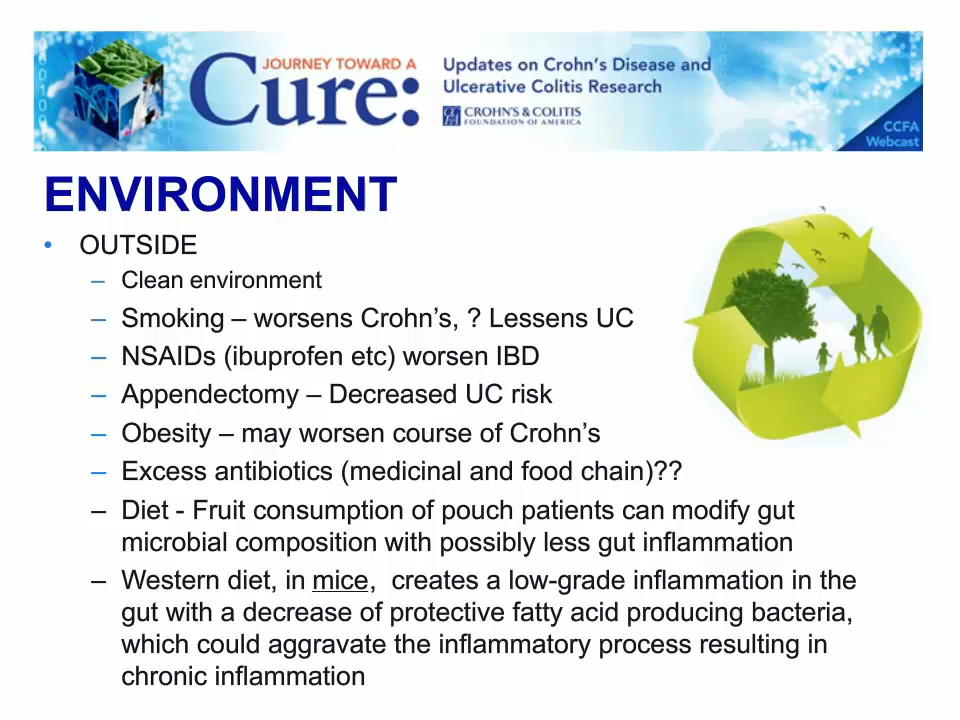 JOURNEY TOWARD A
Cure:
Updates on Crohn's Disease and
Ulcerative Colitis Research
CROHN'S & COLITIS
FOUNDATION OF AMERICA
CCFA
Webcast
ENVIRONMENT
• OUTSIDE
– Clean environment
– Smoking – worsens Crohn's, ? Lessens UC
– NSAIDs (ibuprofen etc) worsen IBD
– Appendectomy – Decreased UC risk
– Obesity – may worsen course of Crohn's
– Excess antibiotics (medicinal and food chain)??
– Diet - Fruit consumption of pouch patients can modify gut
microbial composition with possibly less gut inflammation
– Western diet, in mice, creates a low-grade inflammation in the
gut with a decrease of protective fatty acid producing bacteria,
which could aggravate the inflammatory process resulting in
chronic inflammation